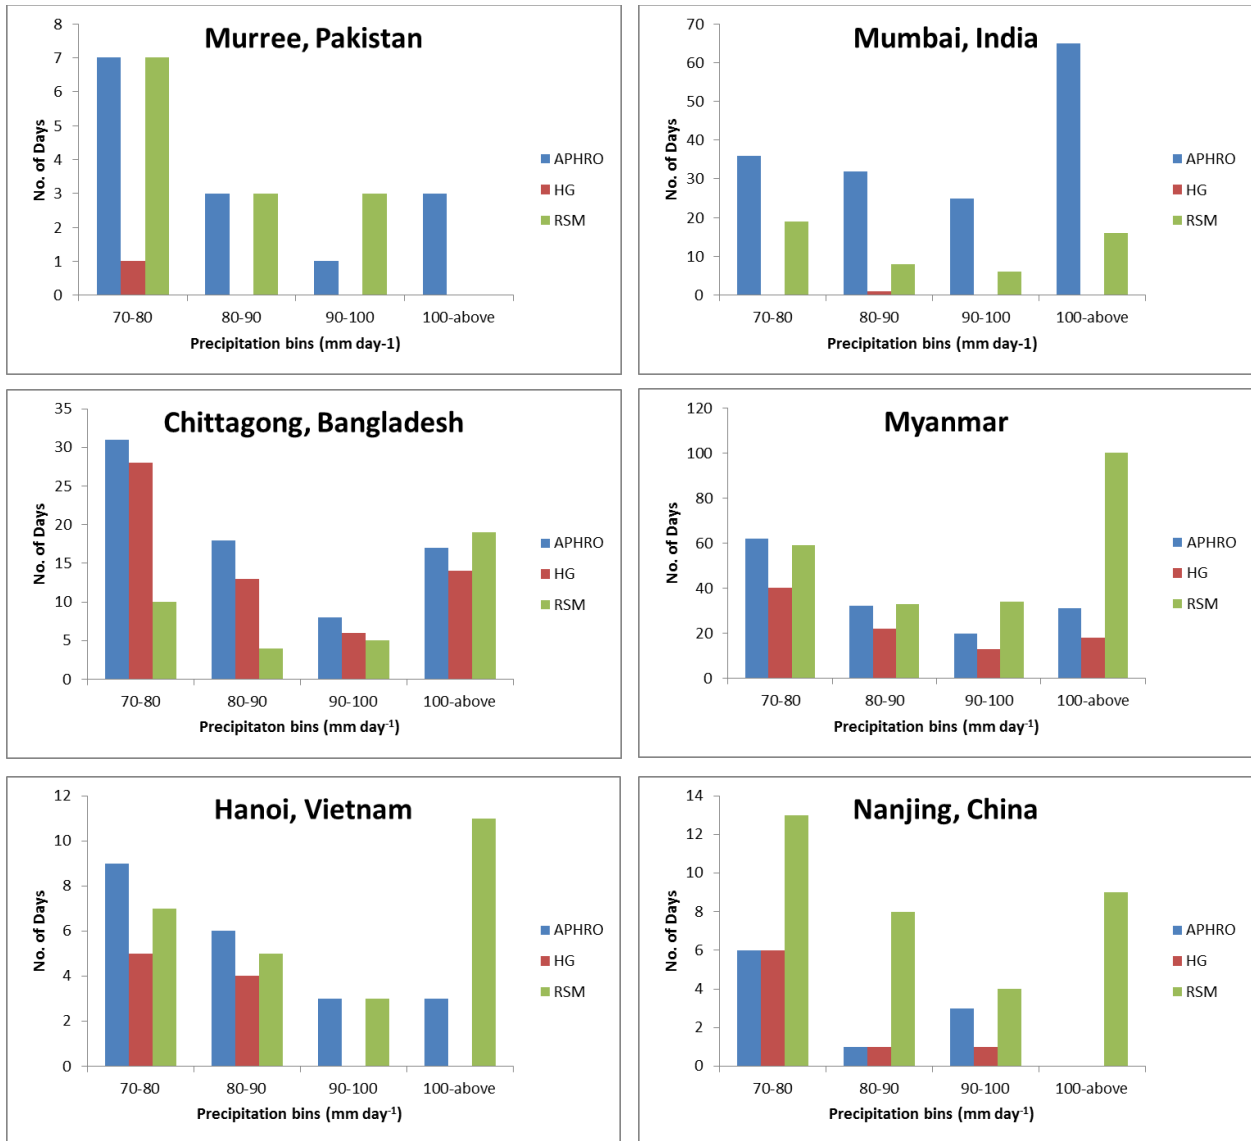 Murree, Pakistan
8
7
6
5
4
3
2
1
0
No. of Days
70-80 80-90 90-100 100-above
Precipitation bins (mm day-1)
APHRO
HG
RSM
Mumbai, India
70
60
50
40
30
20
10
0
No. of Days
70-80 80-90 90-100 100-above
Precipitation bins (mm day-1)
APHRO
HG
RSM
Chittagong, Bangladesh
35
30
25
20
15
10
5
0
No. of Days
70-80 80-90 90-100 100-above
Precipitaton bins (mm day⁻¹)
APHRO
HG
RSM
Myanmar
120
100
80
60
40
20
0
No. of Days
70-80 80-90 90-100 100-above
Precipitation bins (mm day⁻¹)
APHRO
HG
RSM
Hanoi, Vietnam
12
10
8
6
4
2
0
No. of Days
70-80 80-90 90-100 100-above
Precipitation bins (mm day⁻¹)
APHRO
HG
RSM
Nanjing, China
14
12
10
8
6
4
2
0
No. of Days
70-80 80-90 90-100 100-above
Precipitation bins (mm day⁻¹)
APHRO
HG
RSM